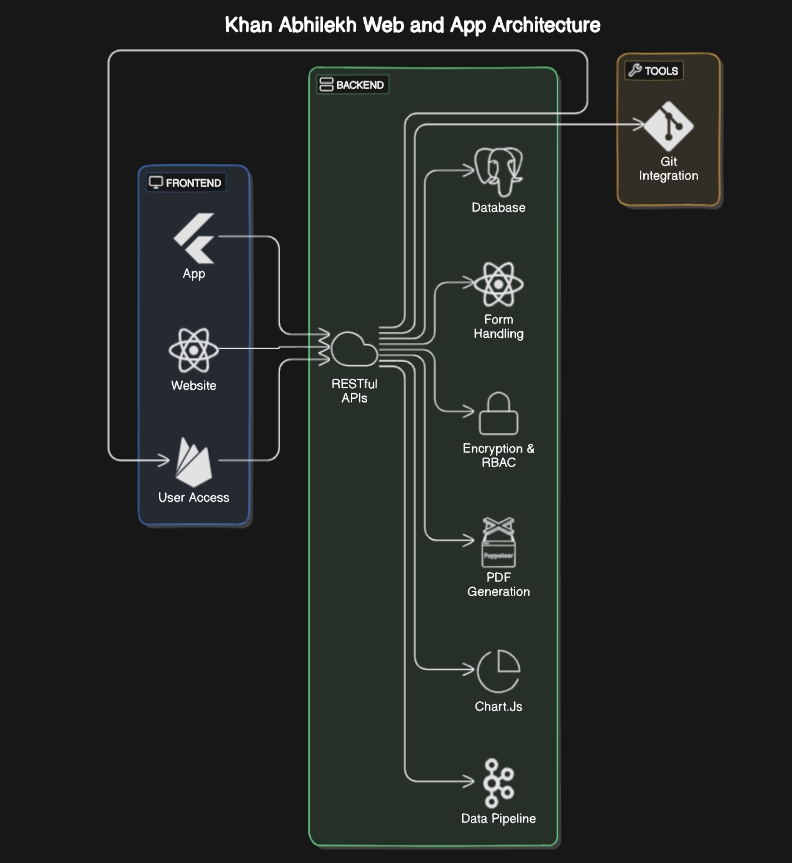 Khan Abhilekh Web and App Architecture
BACKEND
TOOLS
Git
Integration
Database
FRONTEND
App
Form
Handling
Website
RESTful
APIs
Encryption &
RBAC
User Access
Puppeteer
PDF
Generation
Chart.Js
Data Pipeline